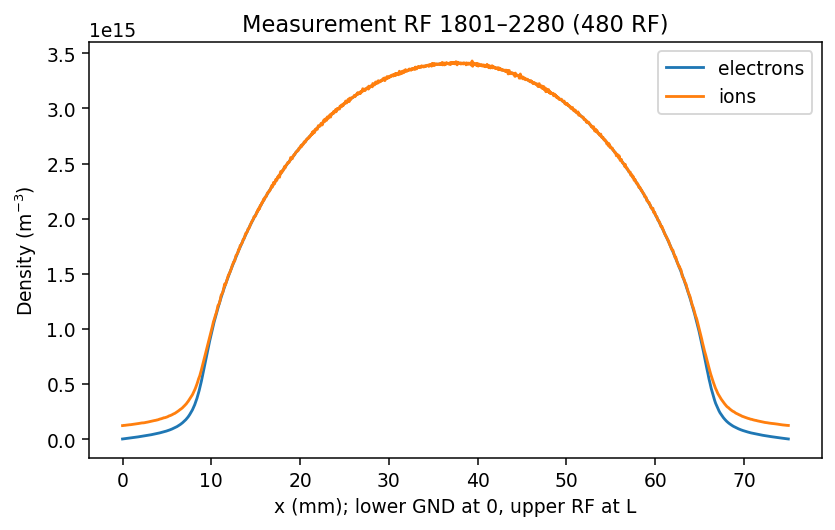 Measurement RF 1801–2280 (480 RF)
1e15
electrons
ions
3.5
3.0
2.5
2.0
1.5
1.0
0.5
0.0
Density (m⁻³)
0 10 20 30 40 50 60 70
x (mm); lower GND at 0, upper RF at L